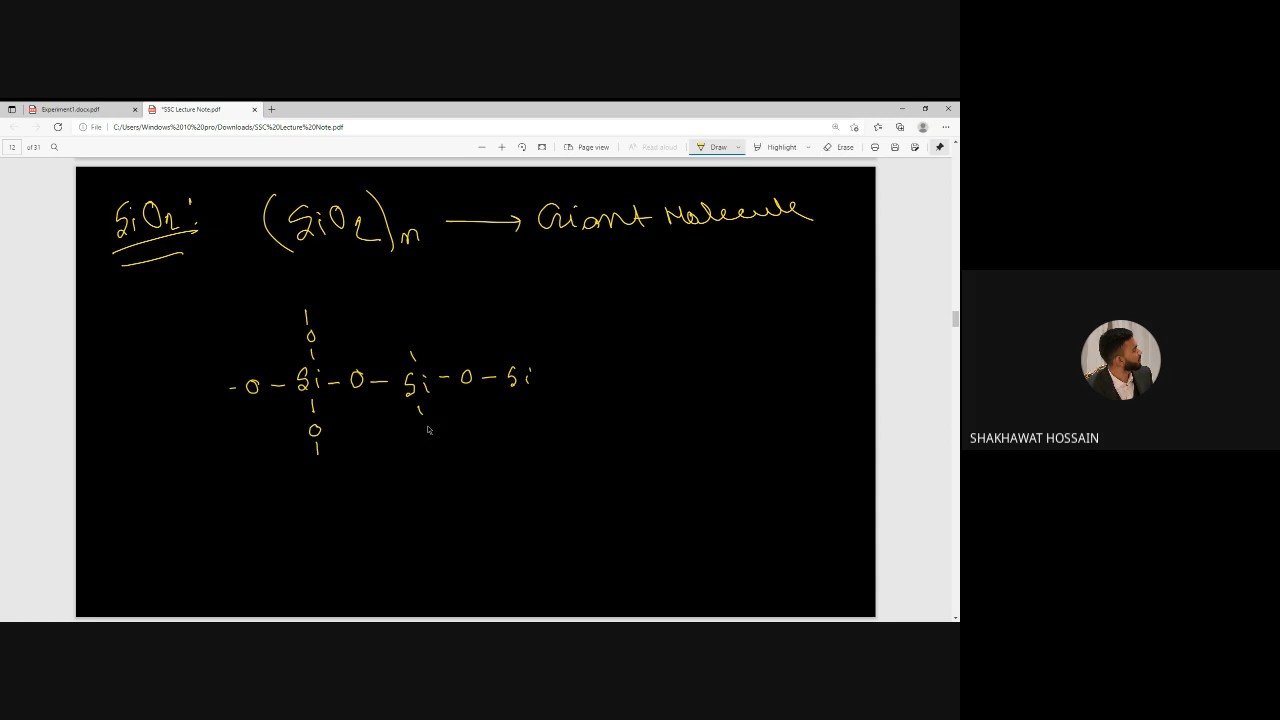 Experiment1.docx.pdf
*SSC Lecture Note.pdf
File C:/Users/Windows%2010%20pro/Downloads/SSC%20Lecture%20Note.pdf
12 of 31 Page view Read aloud Draw Highlight Erase
SiO2: (SiO2)n → Giant Molecule
O
- O - Si - O - Si - O - Si
O
SHAKHAWAT HOSSAIN